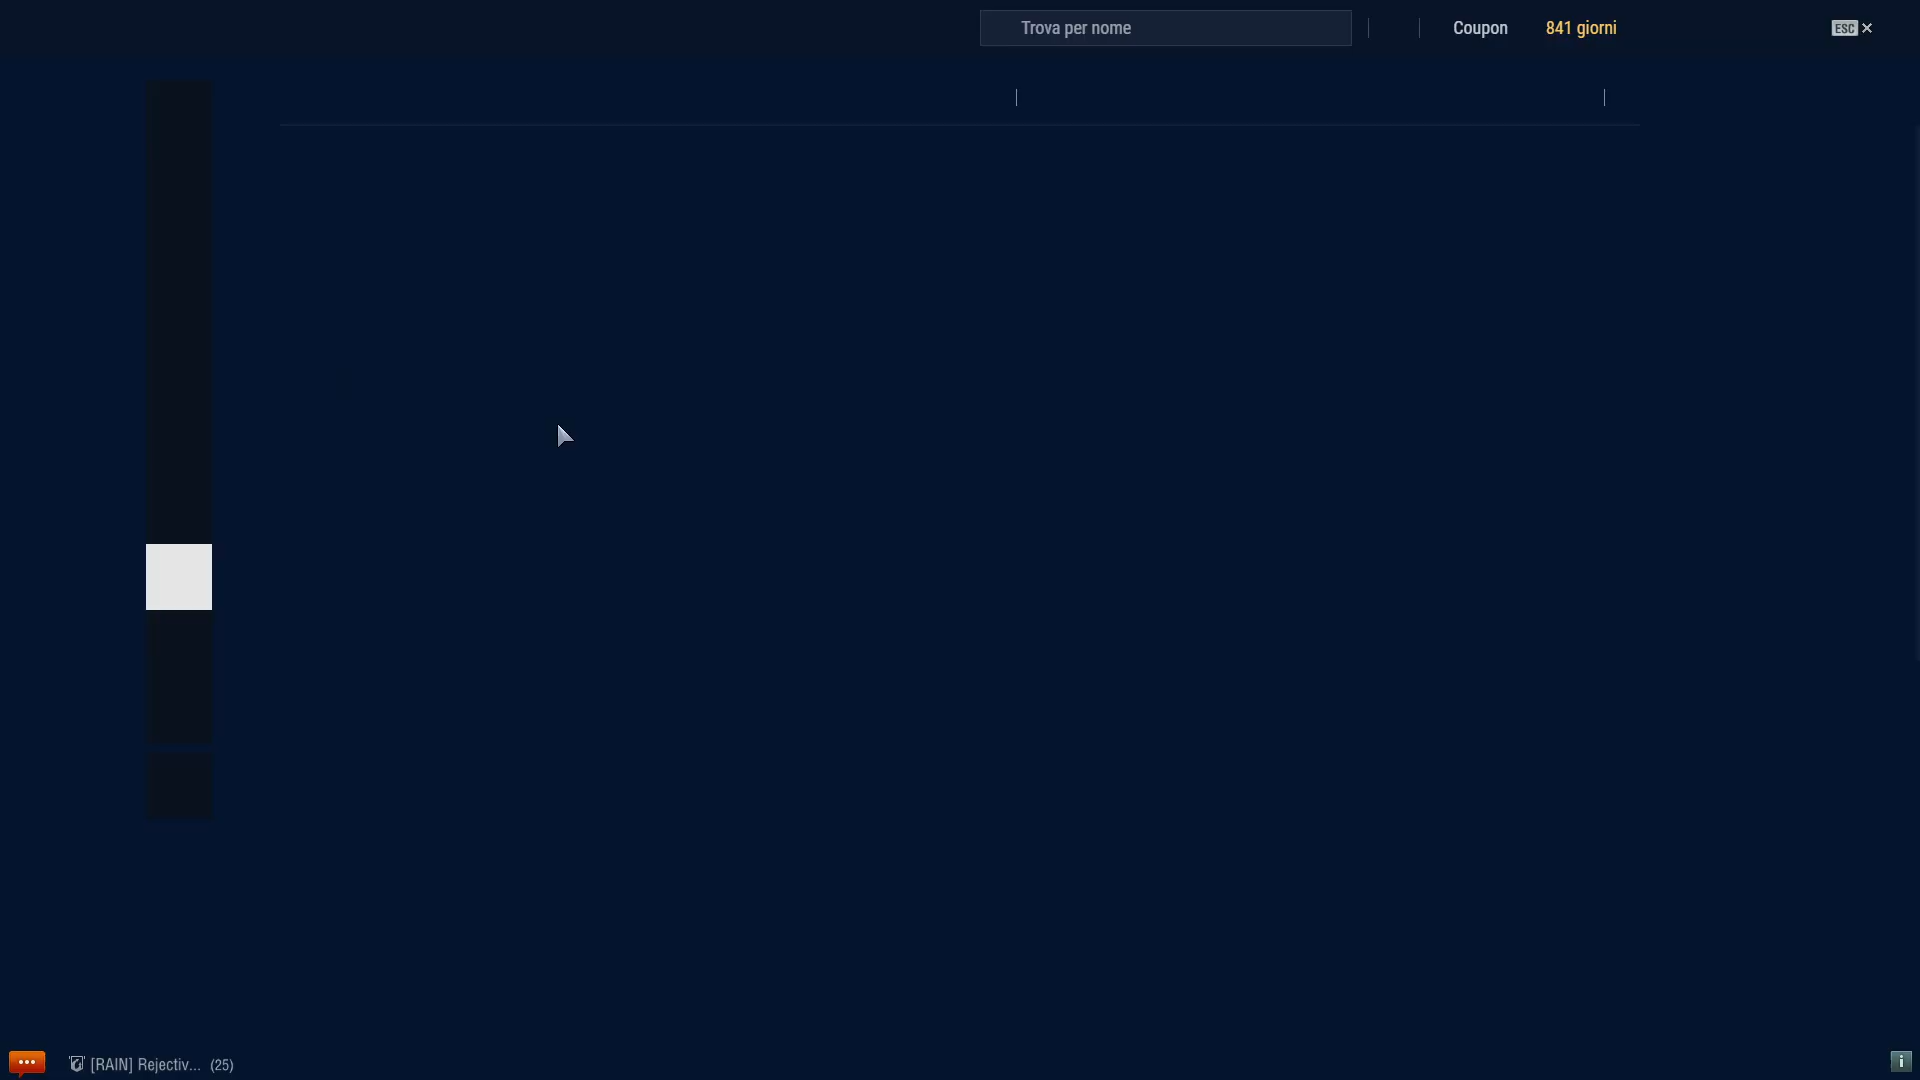 Trova per nome
Coupon
841 giorni
ESC
[RAIN] Rejectiv... (25)